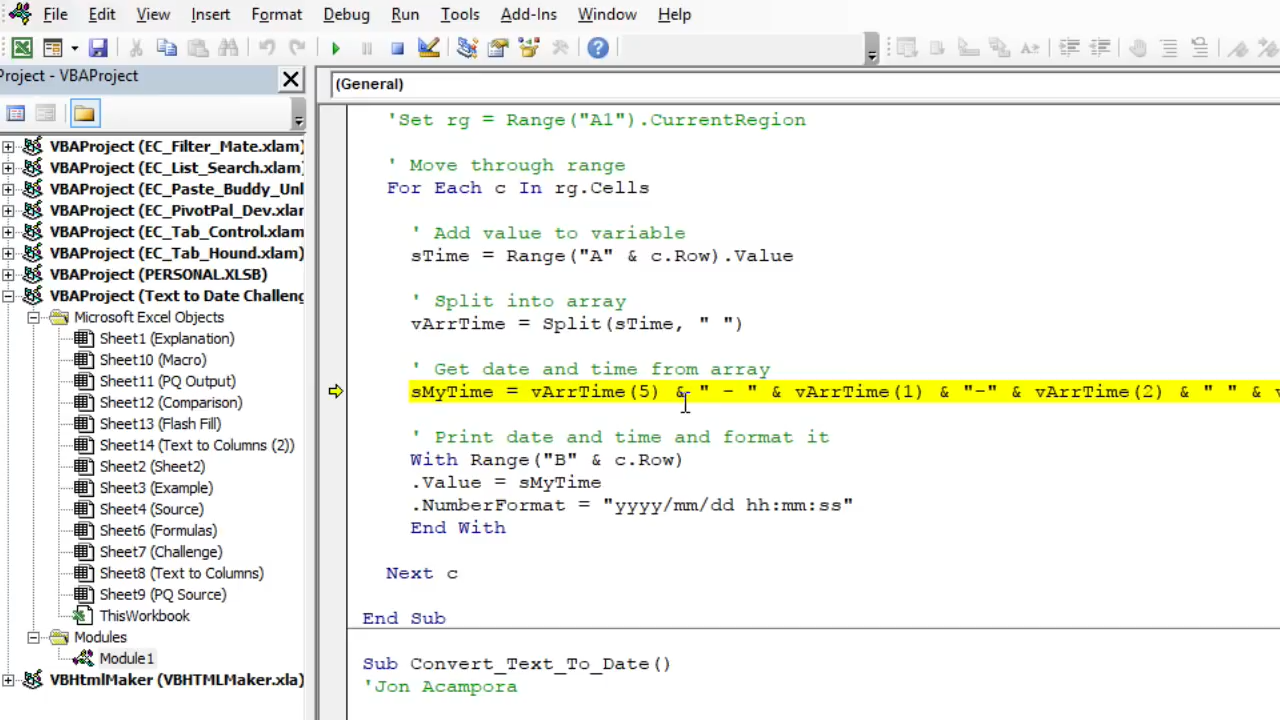 File Edit View Insert Format Debug Run Tools Add-Ins Window Help
Project - VBAProject
(General)
VBAProject (EC_Filter_Mate.xlam)
VBAProject (EC_List_Search.xlam)
VBAProject (EC_Paste_Buddy_Unl
VBAProject (EC_PivotPal_Dev.xlar
VBAProject (EC_Tab_Control.xlam
VBAProject (EC_Tab_Hound.xlam)
VBAProject (PERSONAL.XLSB)
VBAProject (Text to Date Challeng
Microsoft Excel Objects
Sheet1 (Explanation)
Sheet10 (Macro)
Sheet11 (PQ Output)
Sheet12 (Comparison)
Sheet13 (Flash Fill)
Sheet14 (Text to Columns (2))
Sheet2 (Sheet2)
Sheet3 (Example)
Sheet4 (Source)
Sheet6 (Formulas)
Sheet7 (Challenge)
Sheet8 (Text to Columns)
Sheet9 (PQ Source)
ThisWorkbook
Modules
Module1
VBHtmlMaker (VBHTMLMaker.xla)
'Set rg = Range("A1").CurrentRegion
' Move through range
For Each c In rg.Cells
' Add value to variable
sTime = Range("A" & c.Row).Value
' Split into array
vArrTime = Split(sTime, " ")
' Get date and time from array
sMyTime = vArrTime(5) & " - " & vArrTime(1) & "-" & vArrTime(2) & " " & v
' Print date and time and format it
With Range("B" & c.Row)
.Value = sMyTime
.NumberFormat = "yyyy/mm/dd hh:mm:ss"
End With
Next c
End Sub
Sub Convert_Text_To_Date()
'Jon Acampora